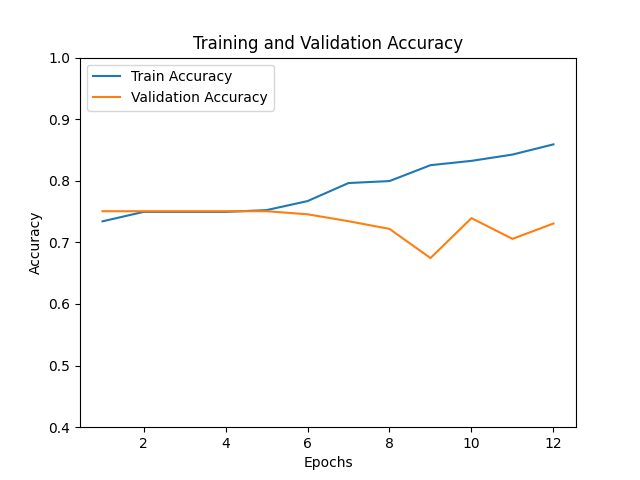 Training and Validation Accuracy
Train Accuracy
Validation Accuracy
1.0
0.9
0.8
0.7
0.6
0.5
0.4
Accuracy
2 4 6 8 10 12
Epochs